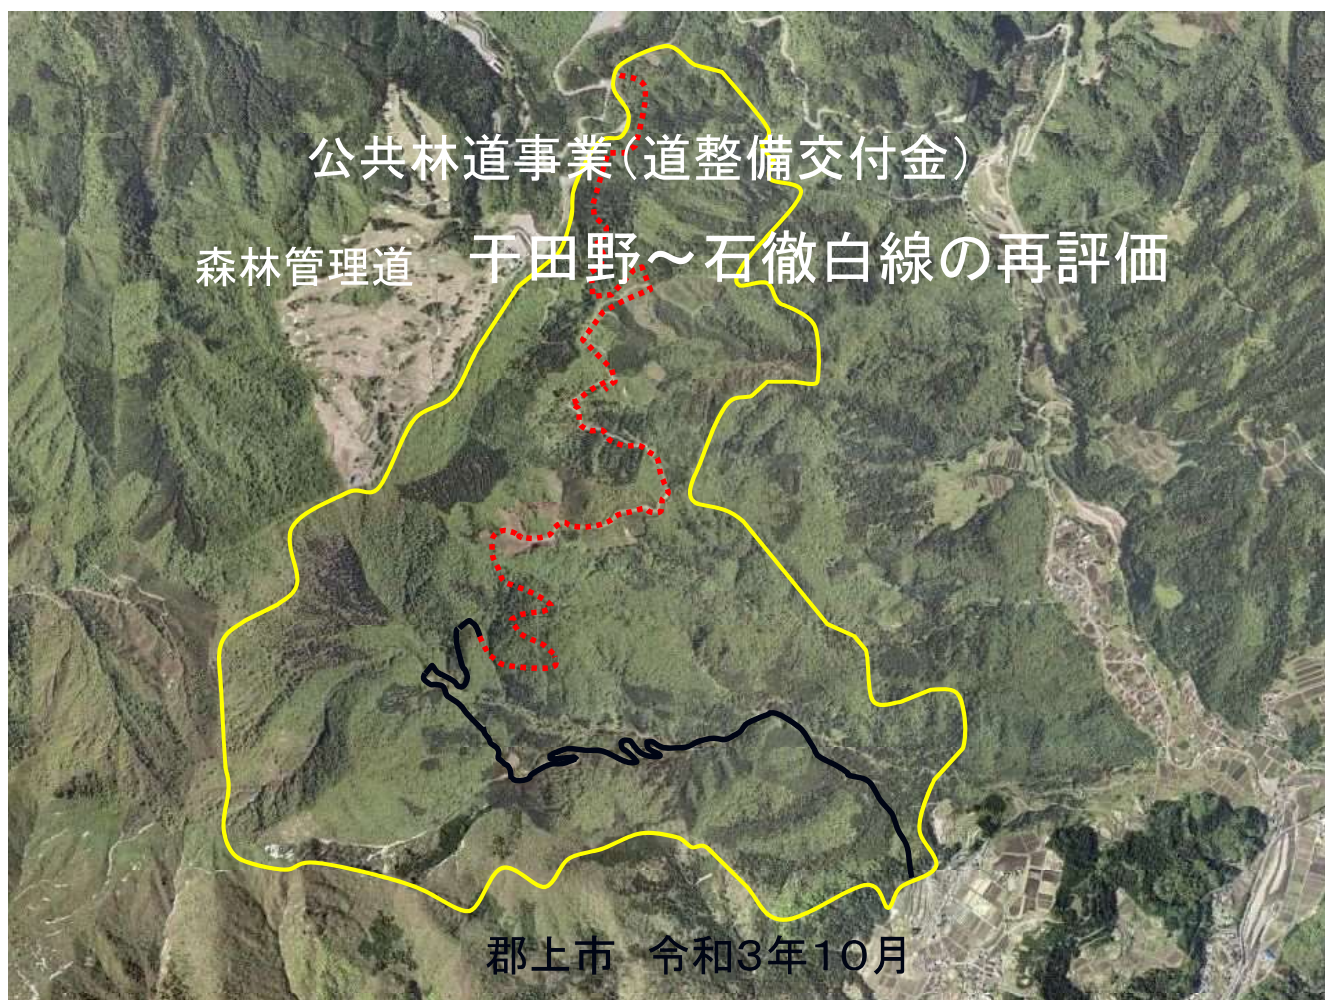 公共林道事業（道整備交付金）
森林管理道　干田野～石徹白線の再評価
郡上市　令和3年10月